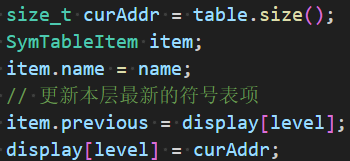 size_t curAddr = table.size();
SymTableItem item;
item.name = name;
// 更新本层最新的符号表项
item.previous = display[level];
display[level] = curAddr;